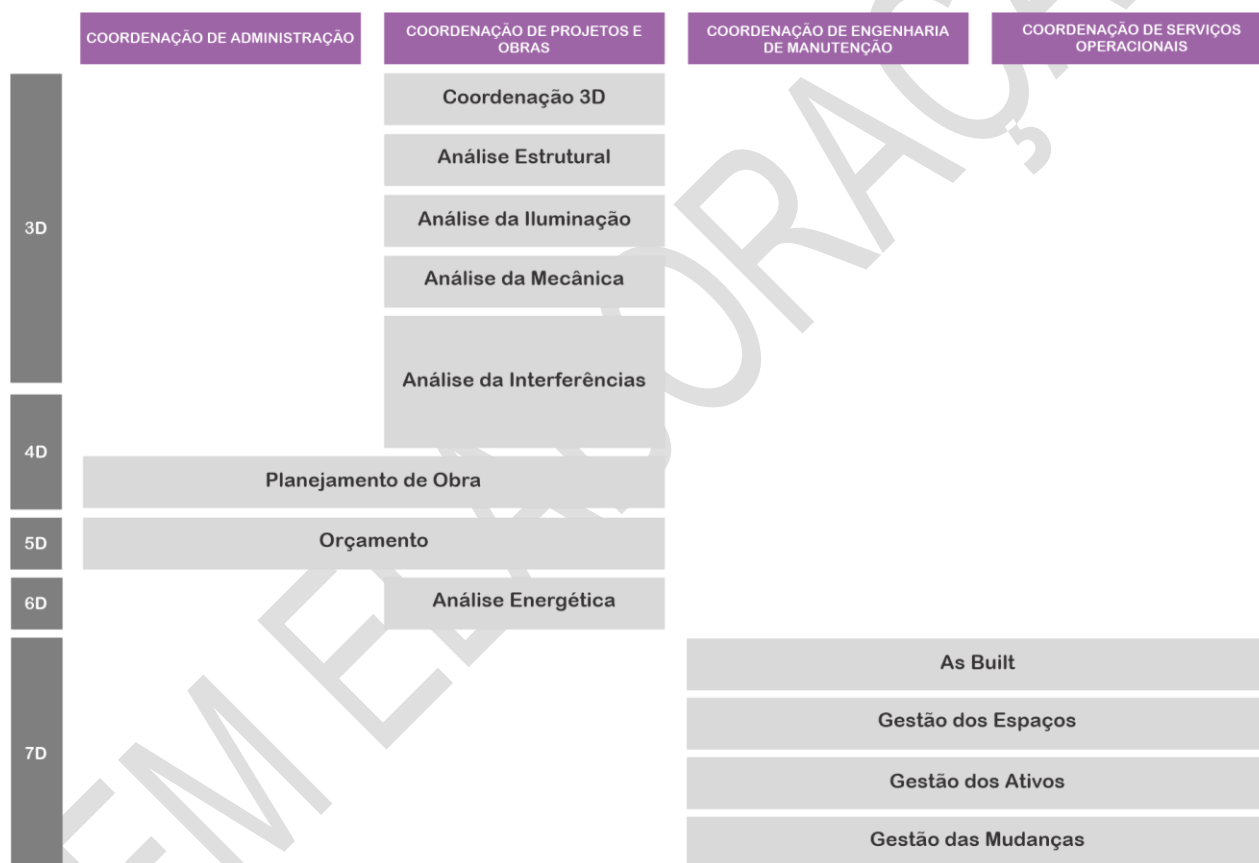 COORDENAÇÃO DE ADMINISTRAÇÃO
COORDENAÇÃO DE PROJETOS E
OBRAS
COORDENAÇÃO DE ENGENHARIA
DE MANUTENÇÃO
COORDENAÇÃO DE SERVIÇOS
OPERACIONAIS
3D
Coordenação 3D
Análise Estrutural
Análise da Iluminação
Análise da Mecânica
Análise da Interferências
4D
Planejamento de Obra
5D
Orçamento
6D
Análise Energética
7D
As Built
Gestão dos Espaços
Gestão dos Ativos
Gestão das Mudanças
EM ELABORAÇÃ